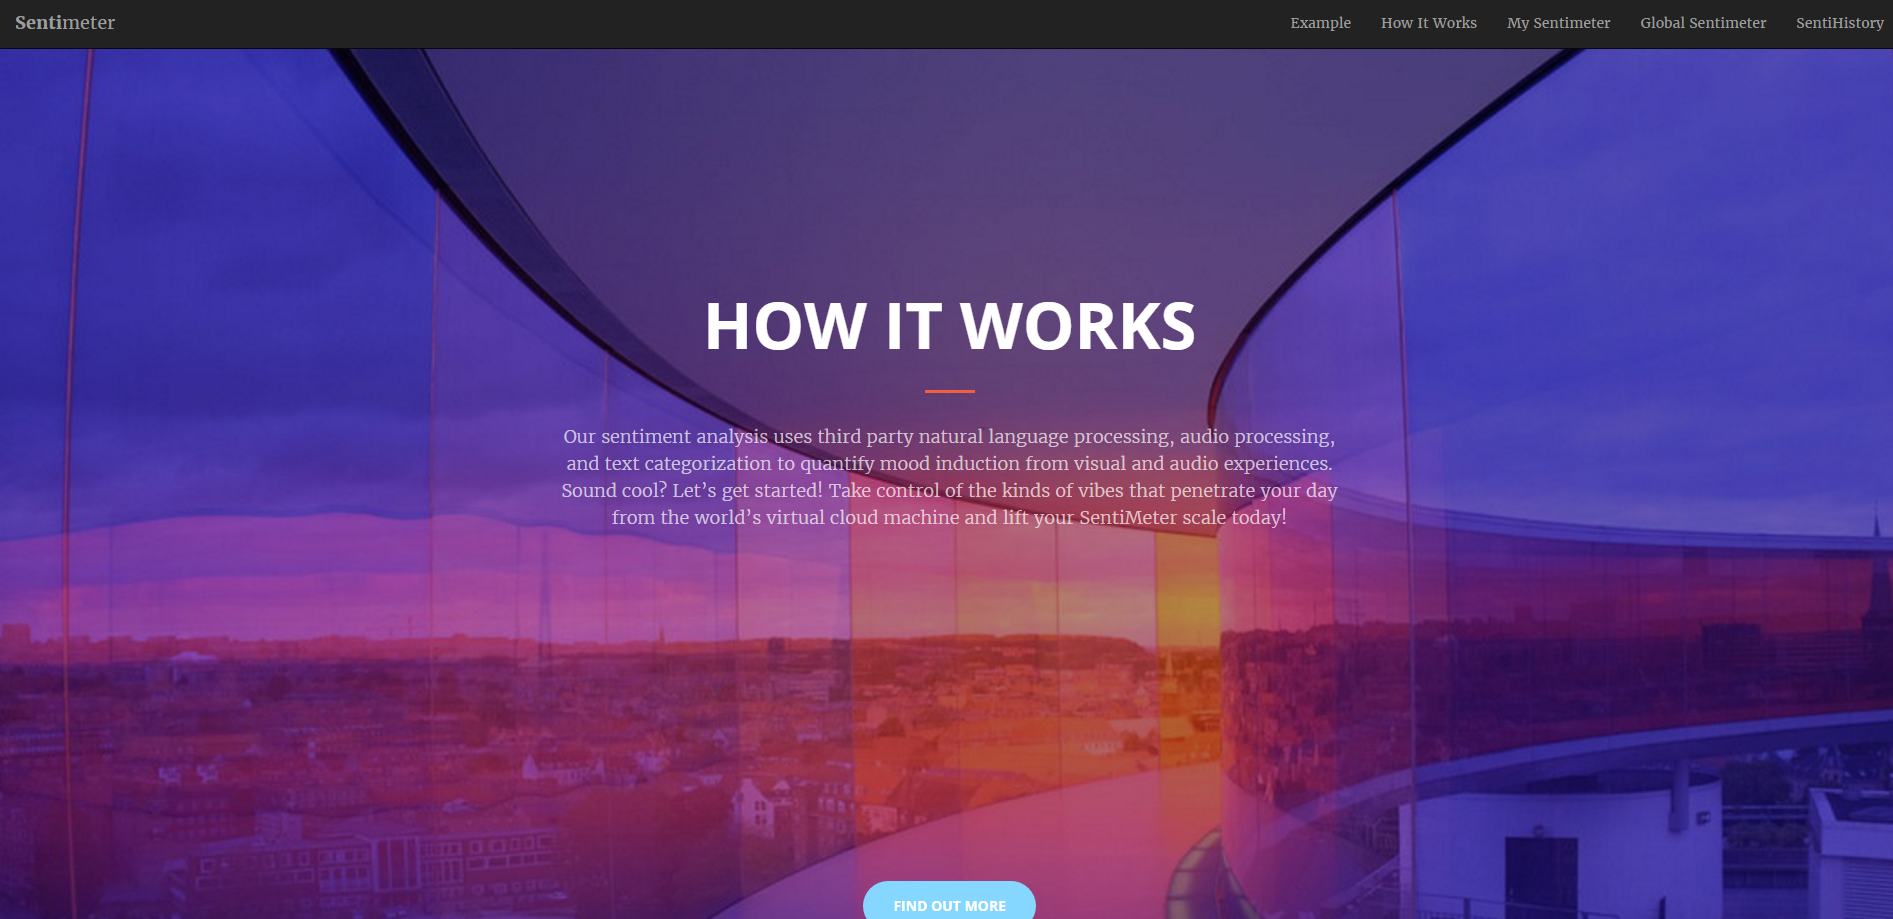 Sentimeter
Example How It Works My Sentimeter Global Sentimeter SentiHistory
HOW IT WORKS
Our sentiment analysis uses third party natural language processing, audio processing,
and text categorization to quantify mood induction from visual and audio experiences.
Sound cool? Let’s get started! Take control of the kinds of vibes that penetrate your day
from the world’s virtual cloud machine and lift your SentiMeter scale today!
FIND OUT MORE